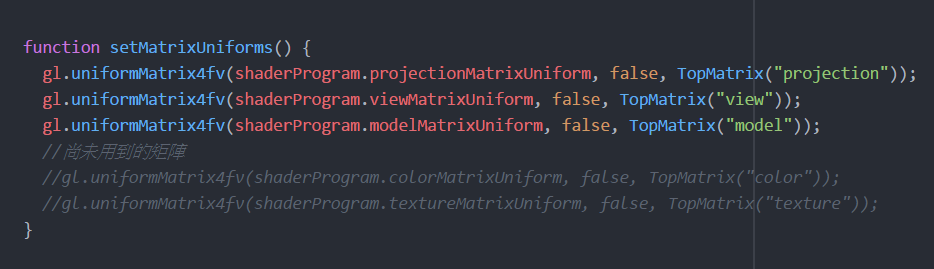 function setMatrixUniforms() {
  gl.uniformMatrix4fv(shaderProgram.projectionMatrixUniform, false, TopMatrix("projection"));
  gl.uniformMatrix4fv(shaderProgram.viewMatrixUniform, false, TopMatrix("view"));
  gl.uniformMatrix4fv(shaderProgram.modelMatrixUniform, false, TopMatrix("model"));
  //尚未用到的矩陣
  //gl.uniformMatrix4fv(shaderProgram.colorMatrixUniform, false, TopMatrix("color"));
  //gl.uniformMatrix4fv(shaderProgram.textureMatrixUniform, false, TopMatrix("texture"));
}